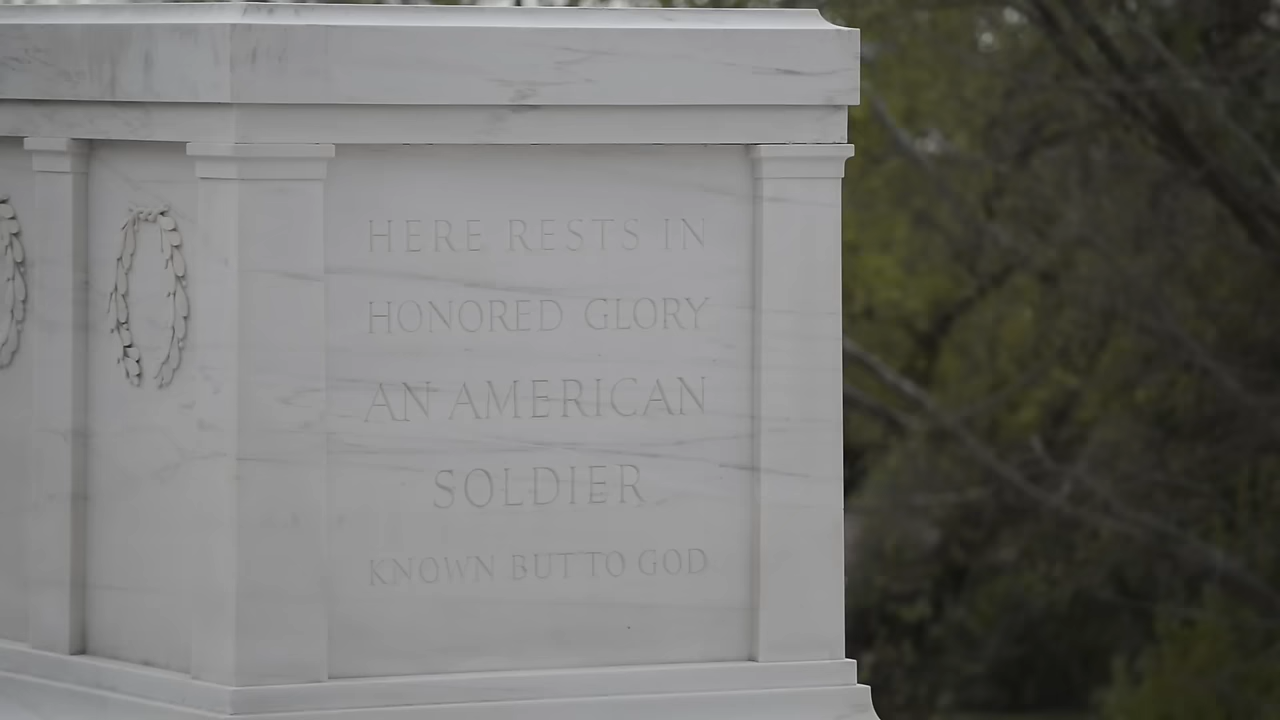 HERE RESTS IN
HONORED GLORY
AN AMERICAN
SOLDIER
KNOWN BUT TO GOD